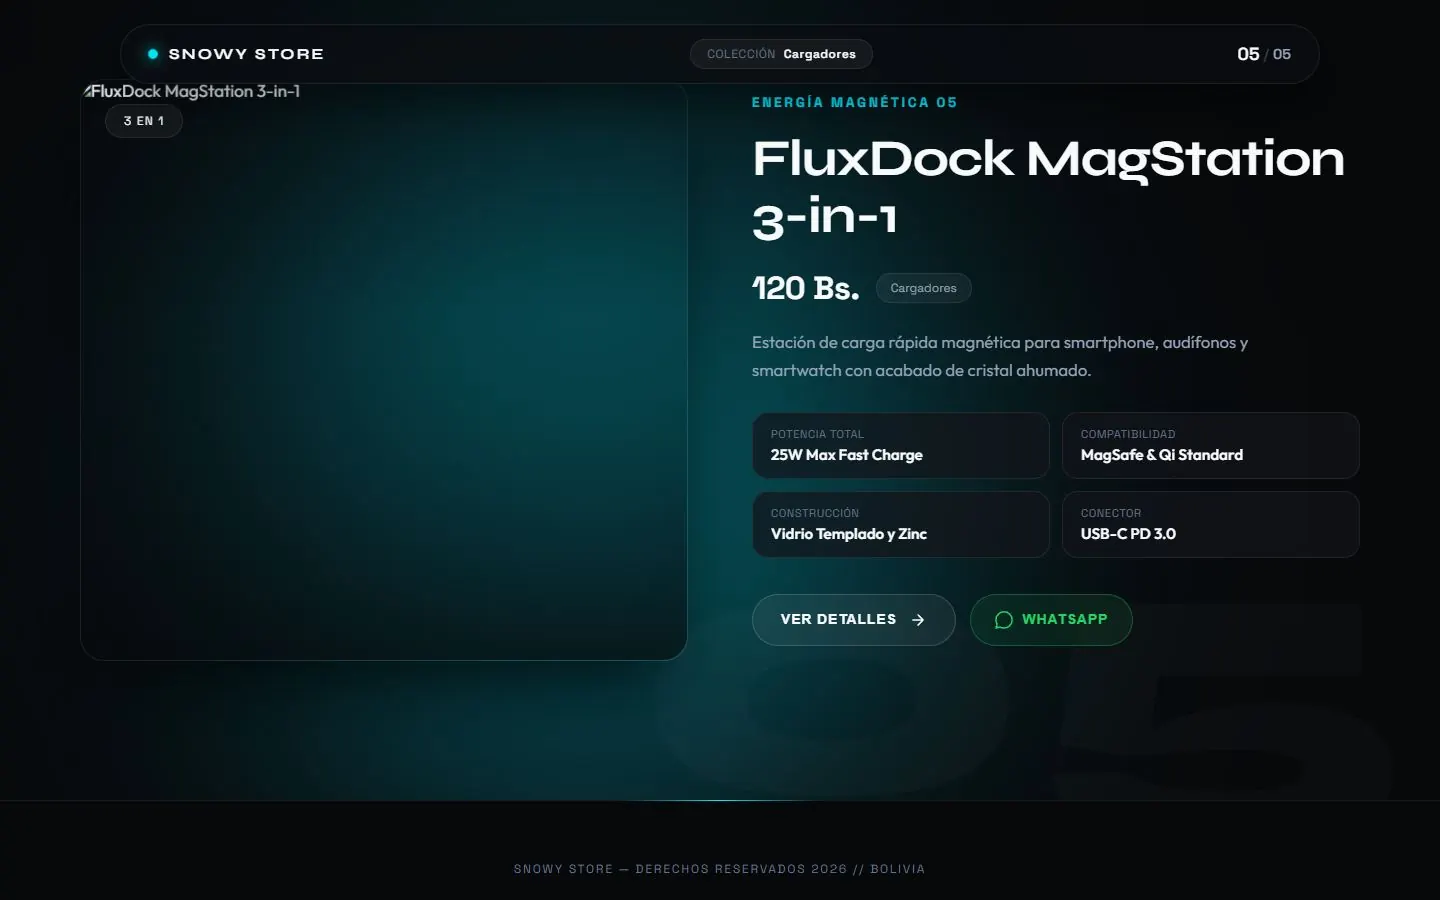 SNOWY STORE
COLECCIÓN Cargadores
05 / 05
FluxDock MagStation 3-in-1
3 EN 1
ENERGÍA MAGNÉTICA 05
FluxDock MagStation
3-in-1
120 Bs.
Cargadores
Estación de carga rápida magnética para smartphone, audífonos y
smartwatch con acabado de cristal ahumado.
POTENCIA TOTAL
25W Max Fast Charge
COMPATIBILIDAD
MagSafe & Qi Standard
CONSTRUCCIÓN
Vidrio Templado y Zinc
CONECTOR
USB-C PD 3.0
VER DETALLES
WHATSAPP
05
SNOWY STORE — DERECHOS RESERVADOS 2026 // BOLIVIA